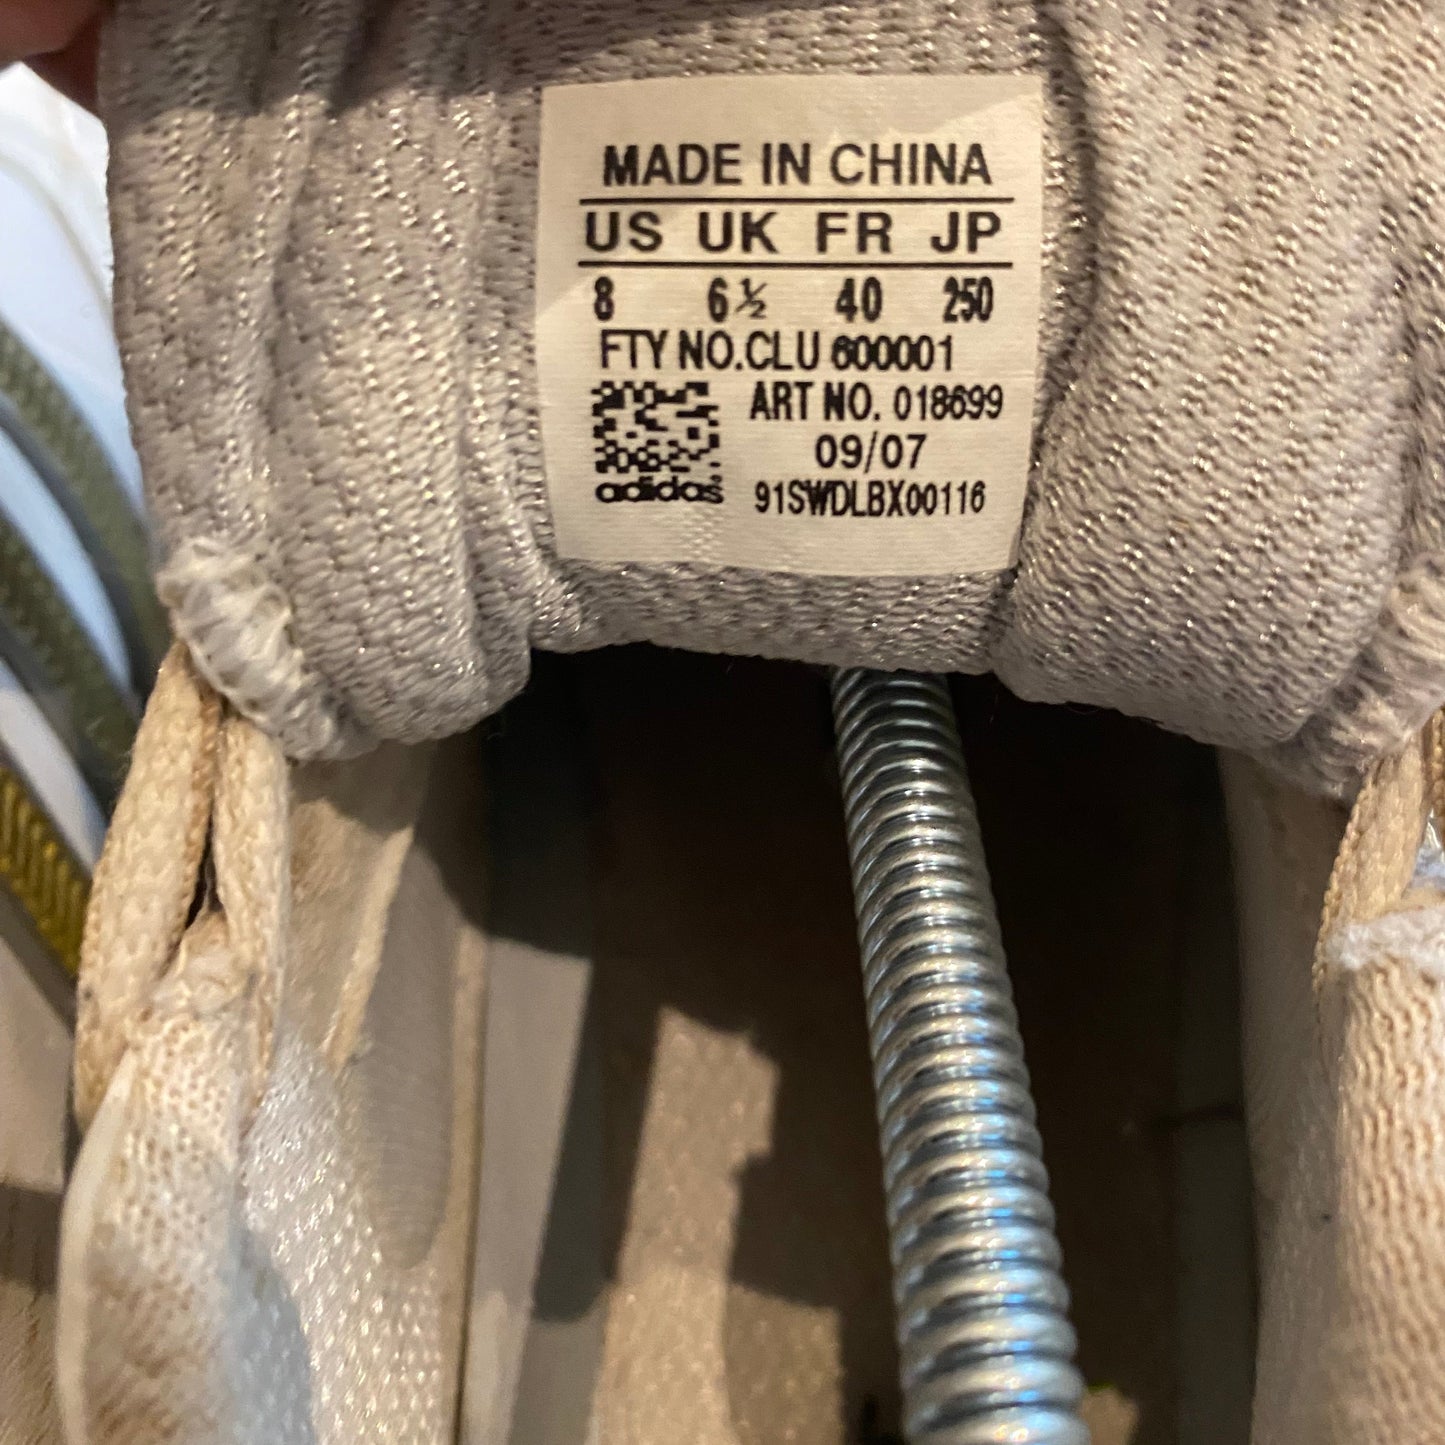 MADE IN CHINA
US UK FR JP
8 6½ 40 250
FTY NO.CLU 600001
ART NO. 018699
09/07
adidas 91SWDLBX00116